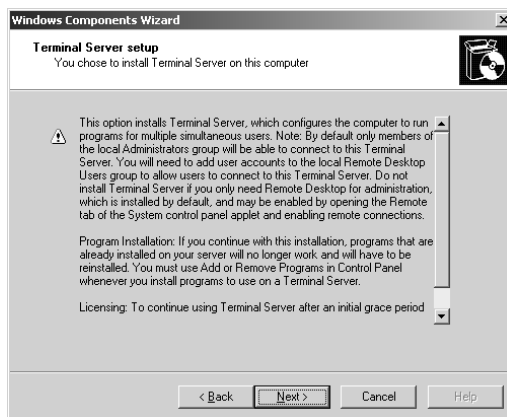 Windows Components Wizard
Terminal Server setup
You chose to install Terminal Server on this computer
This option installs Terminal Server, which configures the computer to run
programs for multiple simultaneous users. Note: By default only members of
the local Administrators group will be able to connect to this Terminal
Server. You will need to add user accounts to the local Remote Desktop
Users group to allow users to connect to this Terminal Server. Do not
install Terminal Server if you only need Remote Desktop for administration,
which is installed by default, and may be enabled by opening the Remote
tab of the System control panel applet and enabling remote connections.
Program Installation: If you continue with this installation, programs that are
already installed on your server will no longer work and will have to be
reinstalled. You must use Add or Remove Programs in Control Panel
whenever you install programs to use on a Terminal Server.
Licensing: To continue using Terminal Server after an initial grace period
< Back Next > Cancel Help